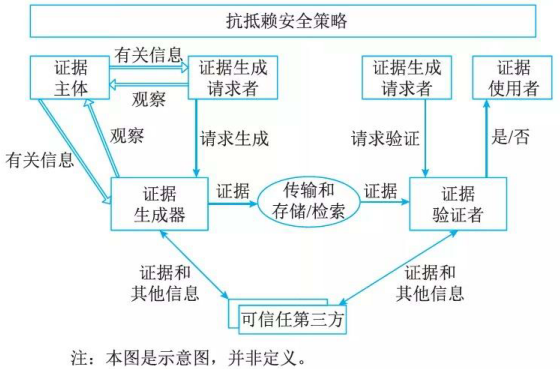 抗抵赖安全策略
证据
主体
有关信息
观察
证据生成
请求者
证据生成
请求者
证据
使用者
有关信息
观察
请求生成
请求验证
是/否
证据
生成器
证据
传输和
存储/检索
证据
证据
验证者
证据和
其他信息
证据和
其他信息
可信任第三方
注：本图是示意图，并非定义。